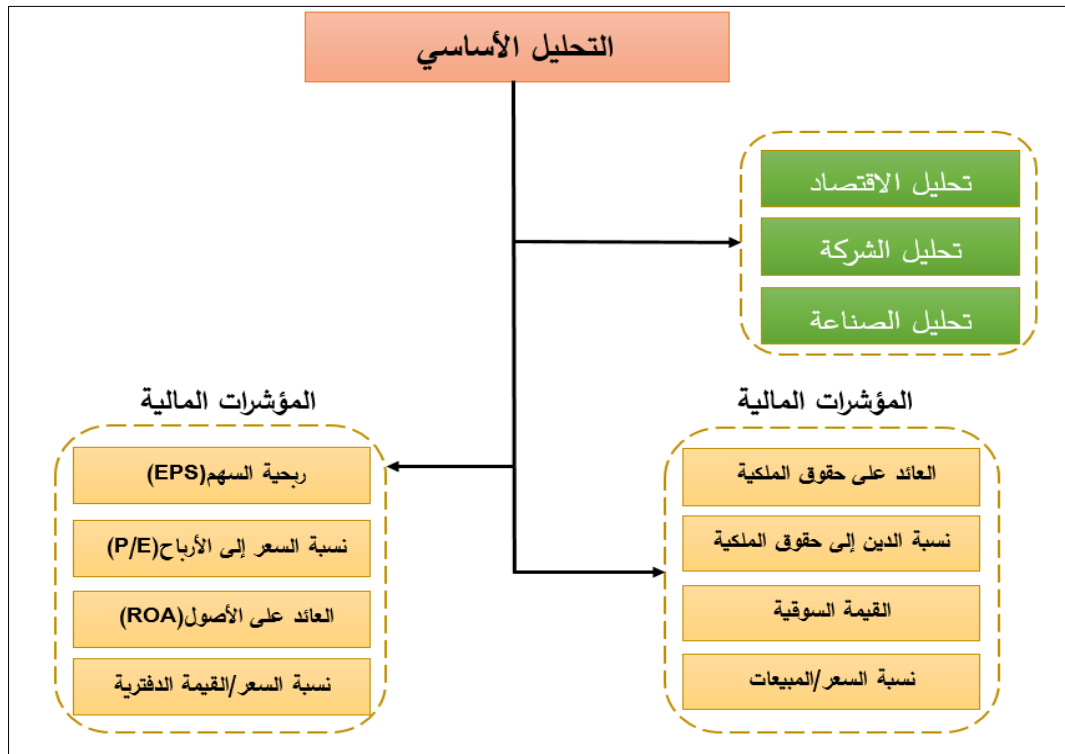 التحليل الأساسي
تحليل الاقتصاد
تحليل الشركة
تحليل الصناعة
المؤشرات المالية
العائد على حقوق الملكية
نسبة الدين إلى حقوق الملكية
القيمة السوقية
نسبة السعر/المبيعات
المؤشرات المالية
ربحية السهم(EPS)
نسبة السعر إلى الأرباح(P/E)
العائد على الأصول(ROA)
نسبة السعر/القيمة الدفترية